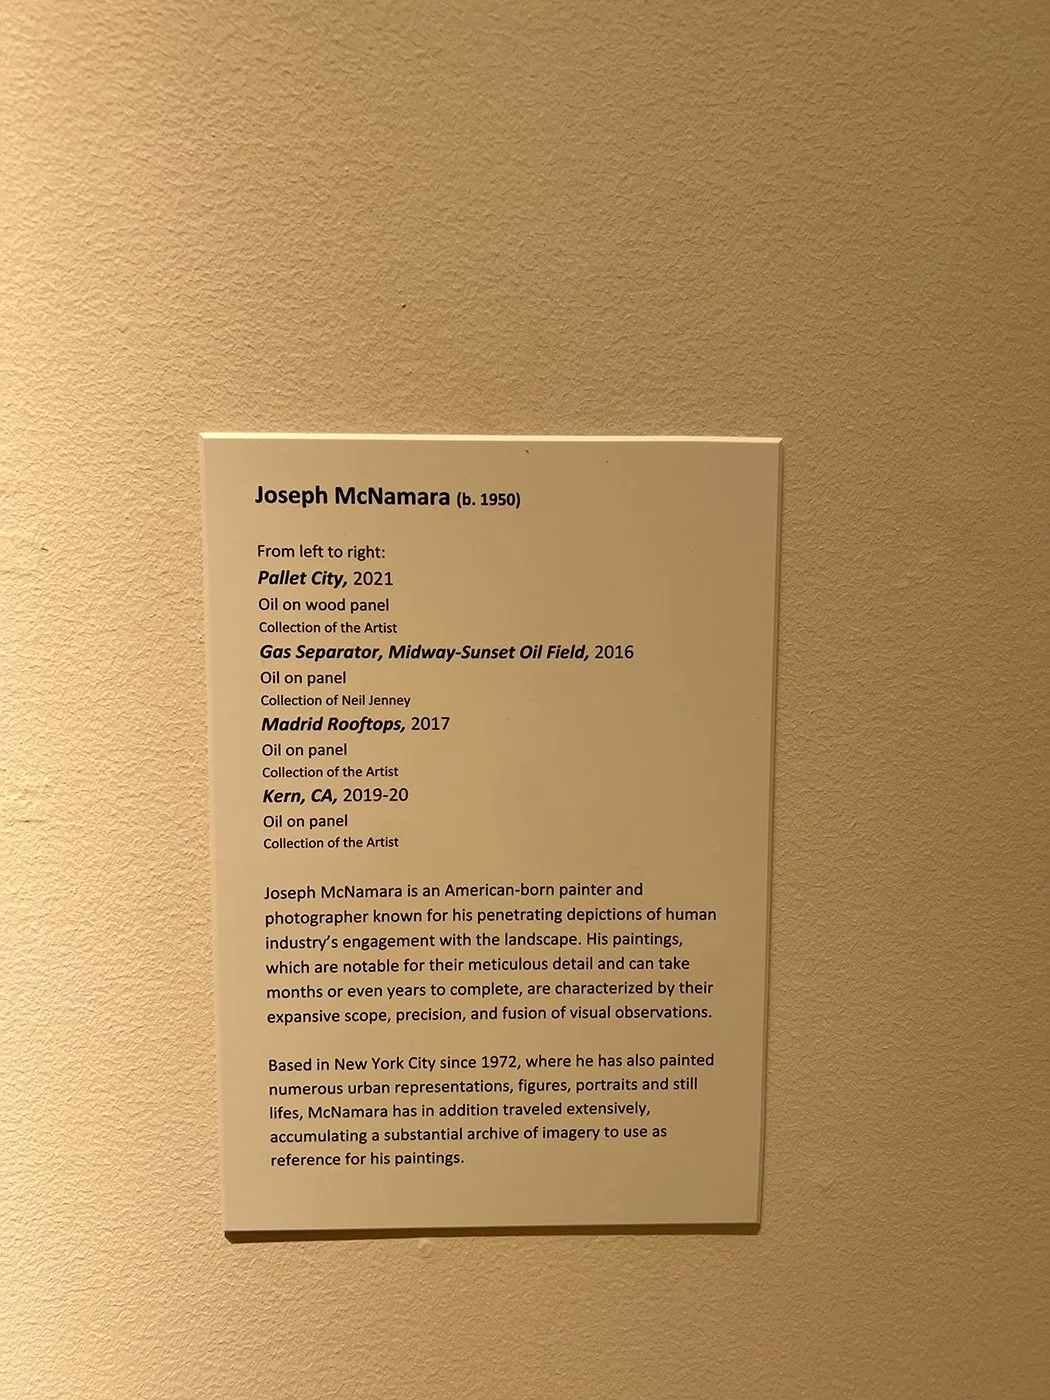 Joseph McNamara (b. 1950)
From left to right:
Pallet City, 2021
Oil on wood panel
Collection of the Artist
Gas Separator, Midway-Sunset Oil Field, 2016
Oil on panel
Collection of Neil Jenney
Madrid Rooftops, 2017
Oil on panel
Collection of the Artist
Kern, CA, 2019-20
Oil on panel
Collection of the Artist
Joseph McNamara is an American-born painter and
photographer known for his penetrating depictions of human
industry’s engagement with the landscape. His paintings,
which are notable for their meticulous detail and can take
months or even years to complete, are characterized by their
expansive scope, precision, and fusion of visual observations.
Based in New York City since 1972, where he has also painted
numerous urban representations, figures, portraits and still
lifes, McNamara has in addition traveled extensively,
accumulating a substantial archive of imagery to use as
reference for his paintings.